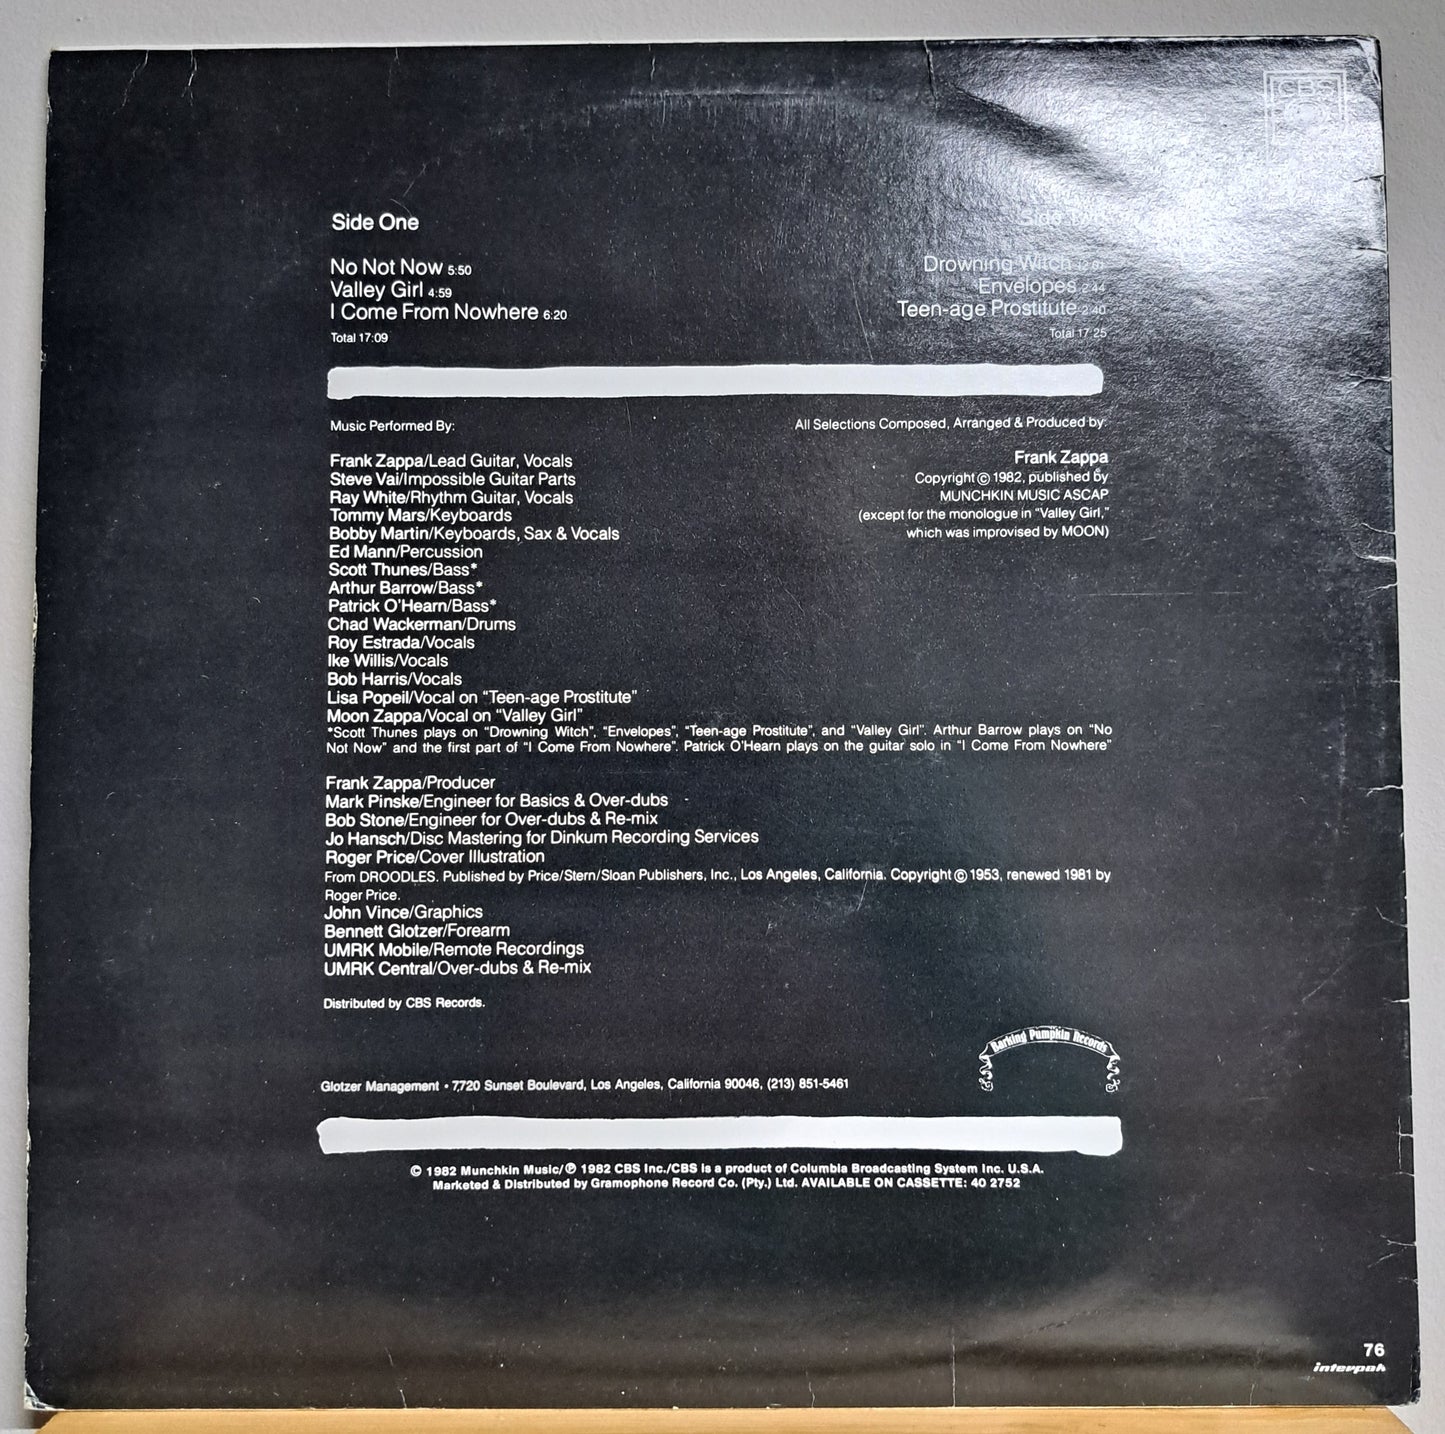 CBS
Side One
No Not Now 5:50
Valley Girl 4:59
I Come From Nowhere 6:20
Total 17:09
Side
Drowning Witch
Envelopes 2:44
Teen-age Prostitute 2:40
Total 17:25
Music Performed By:
Frank Zappa/Lead Guitar, Vocals
Steve Vai/Impossible Guitar Parts
Ray White/Rhythm Guitar, Vocals
Tommy Mars/Keyboards
Bobby Martin/Keyboards, Sax & Vocals
Ed Mann/Percussion
Scott Thunes/Bass*
Arthur Barrow/Bass*
Patrick O'Hearn/Bass*
Chad Wackerman/Drums
Roy Estrada/Vocals
Ike Willis/Vocals
Bob Harris/Vocals
Lisa Popeil/Vocal on "Teen-age Prostitute"
Moon Zappa/Vocal on "Valley Girl"
*Scott Thunes plays on "Drowning Witch", "Envelopes", "Teen-age Prostitute", and "Valley Girl". Arthur Barrow plays on "No
Not Now" and the first part of "I Come From Nowhere". Patrick O'Hearn plays on the guitar solo in "I Come From Nowhere"
All Selections Composed, Arranged & Produced by:
Frank Zappa
Copyright © 1982, published by
MUNCHKIN MUSIC ASCAP
(except for the monologue in "Valley Girl,"
which was improvised by MOON)
Frank Zappa/Producer
Mark Pinske/Engineer for Basics & Over-dubs
Bob Stone/Engineer for Over-dubs & Re-mix
Jo Hansch/Disc Mastering for Dinkum Recording Services
Roger Price/Cover Illustration
From DROODLES. Published by Price/Stern/Sloan Publishers, Inc., Los Angeles, California. Copyright © 1953, renewed 1981 by
Roger Price.
John Vince/Graphics
Bennett Glotzer/Forearm
UMRK Mobile/Remote Recordings
UMRK Central/Over-dubs & Re-mix
Distributed by CBS Records.
Barking Pumpkin Records
Glotzer Management • 7,720 Sunset Boulevard, Los Angeles, California 90046, (213) 851-5461
© 1982 Munchkin Music/℗ 1982 CBS Inc./CBS is a product of Columbia Broadcasting System Inc. U.S.A.
Marketed & Distributed by Gramophone Record Co. (Pty.) Ltd. AVAILABLE ON CASSETTE: 40 2752
76
interpak